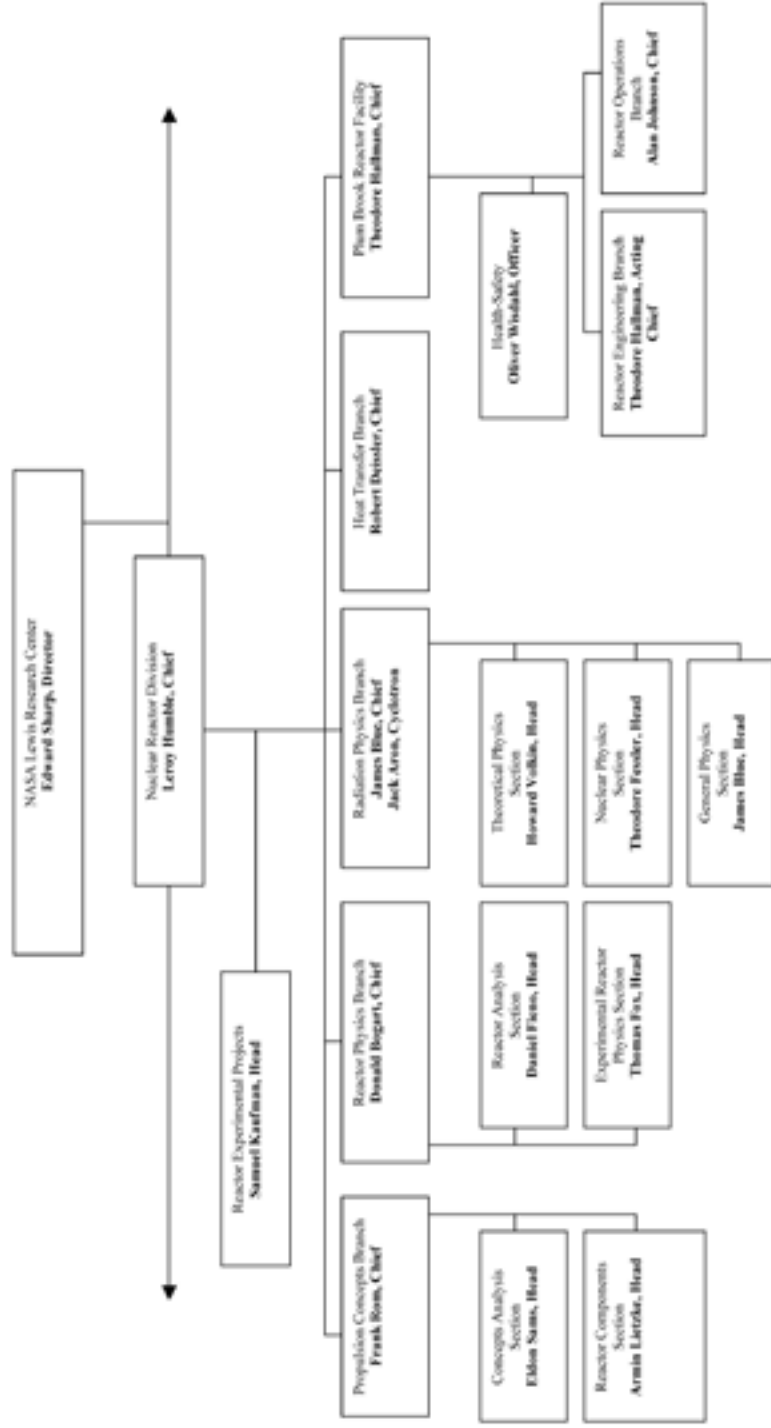 NASA Lewis Research Center
Edward Sharp, Director
Nuclear Reactor Division
Leroy Humble, Chief
Reactor Experimental Projects
Samuel Kaufman, Head
Propulsion Concepts Branch
Frank Rom, Chief
Reactor Physics Branch
Donald Bogart, Chief
Radiation Physics Branch
James Blue, Chief
Jack Aron, Cyclotron
Heat Transfer Branch
Robert Deissler, Chief
Plum Brook Reactor Facility
Theodore Hallman, Chief
Concepts Analysis
Section
Eldon Sams, Head
Reactor Components
Section
Armin Lietzke, Head
Reactor Analysis
Section
Daniel Fieno, Head
Experimental Reactor
Physics Section
Thomas Fox, Head
Theoretical Physics
Section
Howard Volkin, Head
Nuclear Physics
Section
Theodore Fessler, Head
General Physics
Section
James Blue, Head
Health-Safety
Oliver Wisdahl, Officer
Reactor Engineering Branch
Theodore Hallman, Acting
Chief
Reactor Operations
Branch
Alan Johnson, Chief